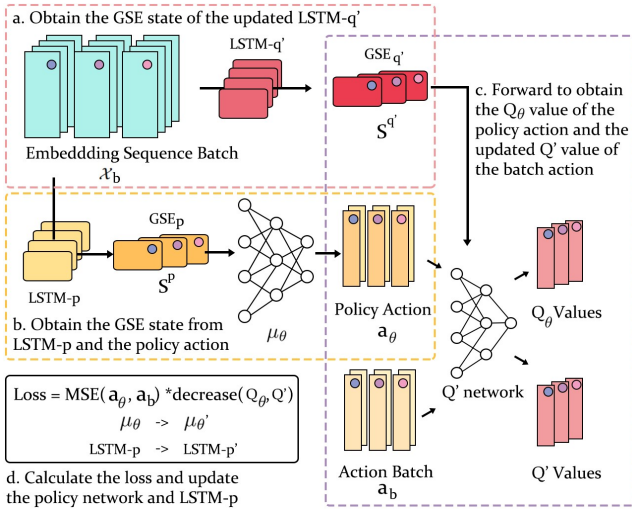 a. Obtain the GSE state of the updated LSTM-q'
LSTM-q'
GSE q'
S q'
Embeddding Sequence Batch
𝒳b
c. Forward to obtain
the Qθ value of the
policy action and the
updated Q' value of
the batch action
GSEp
S p
LSTM-p
μθ
Policy Action
aθ
b. Obtain the GSE state from
LSTM-p and the policy action
Qθ Values
Q' network
Loss = MSE(aθ, ab) *decrease(Qθ, Q')
μθ -> μθ'
LSTM-p -> LSTM-p'
Action Batch
ab
Q' Values
d. Calculate the loss and update
the policy network and LSTM-p